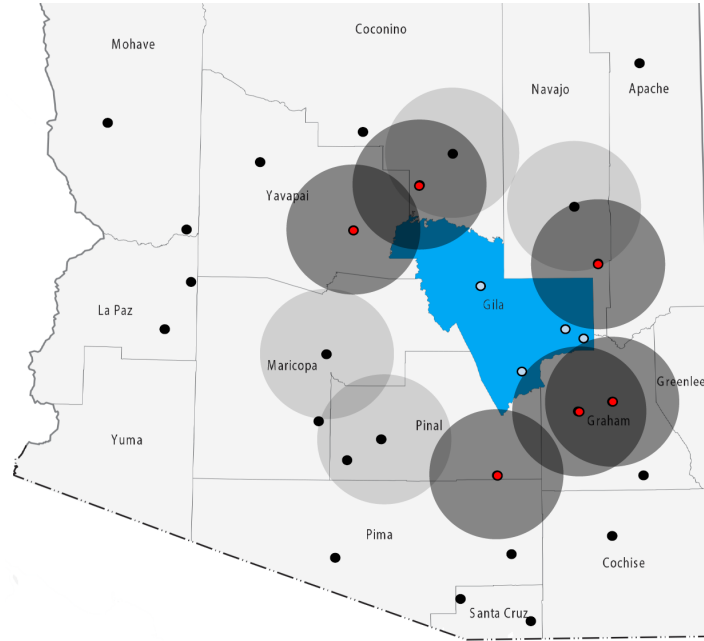 Coconino
Mohave
Navajo
Apache
Yavapai
Gila
La Paz
Maricopa
Greenlee
Pinal
Graham
Yuma
Pima
Cochise
Santa Cruz